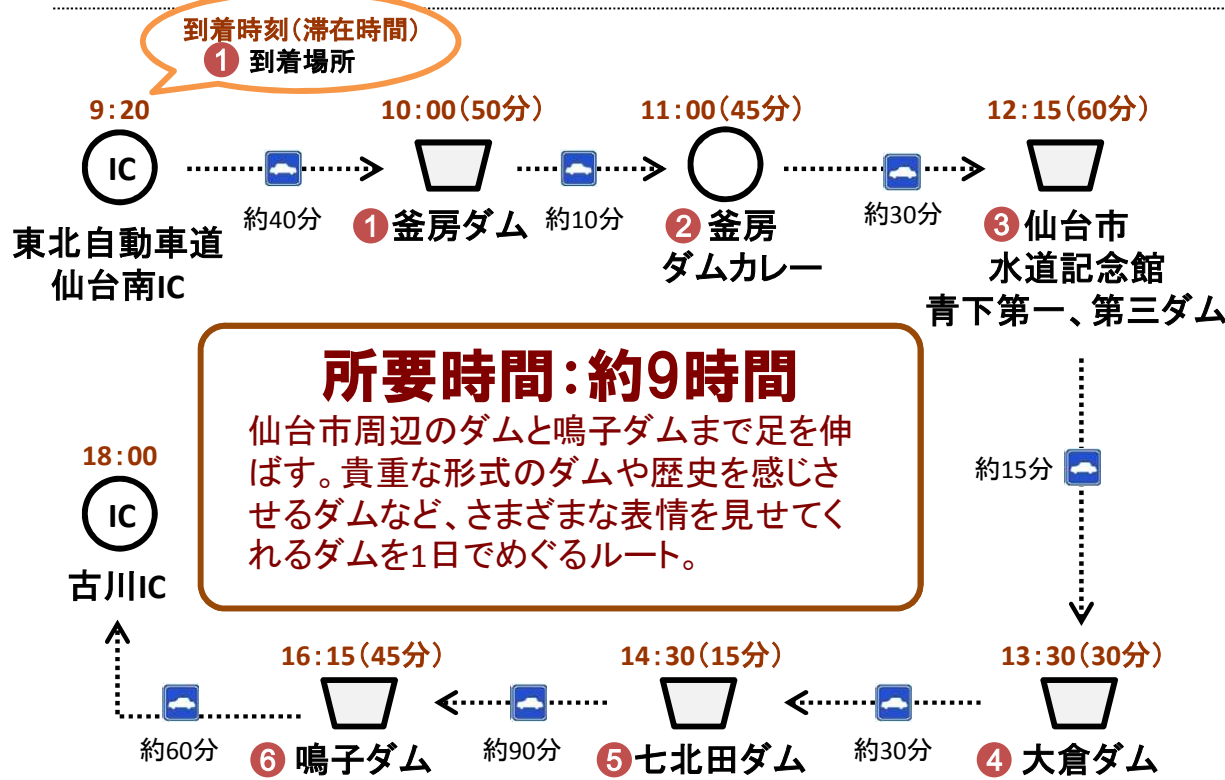 到着時刻(滞在時間)
1 到着場所
9:20
IC
東北自動車道
仙台南IC
約40分
10:00(50分)
1 釜房ダム
約10分
11:00(45分)
2 釜房
ダムカレー
約30分
12:15(60分)
3 仙台市
水道記念館
青下第一、第三ダム
約15分
所要時間:約9時間
仙台市周辺のダムと鳴子ダムまで足を伸
ばす。貴重な形式のダムや歴史を感じさ
せるダムなど、さまざまな表情を見せてく
れるダムを1日でめぐるルート。
13:30(30分)
4 大倉ダム
約30分
14:30(15分)
5 七北田ダム
約90分
16:15(45分)
6 鳴子ダム
約60分
18:00
IC
古川IC